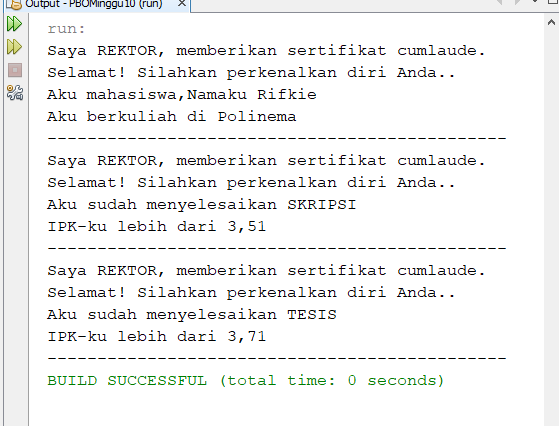 Output - PBOMinggu10 (run)
run:
Saya REKTOR, memberikan sertifikat cumlaude.
Selamat! Silahkan perkenalkan diri Anda..
Aku mahasiswa,Namaku Rifkie
Aku berkuliah di Polinema
----------------------------------------------
Saya REKTOR, memberikan sertifikat cumlaude.
Selamat! Silahkan perkenalkan diri Anda..
Aku sudah menyelesaikan SKRIPSI
IPK-ku lebih dari 3,51
----------------------------------------------
Saya REKTOR, memberikan sertifikat cumlaude.
Selamat! Silahkan perkenalkan diri Anda..
Aku sudah menyelesaikan TESIS
IPK-ku lebih dari 3,71
----------------------------------------------
BUILD SUCCESSFUL (total time: 0 seconds)